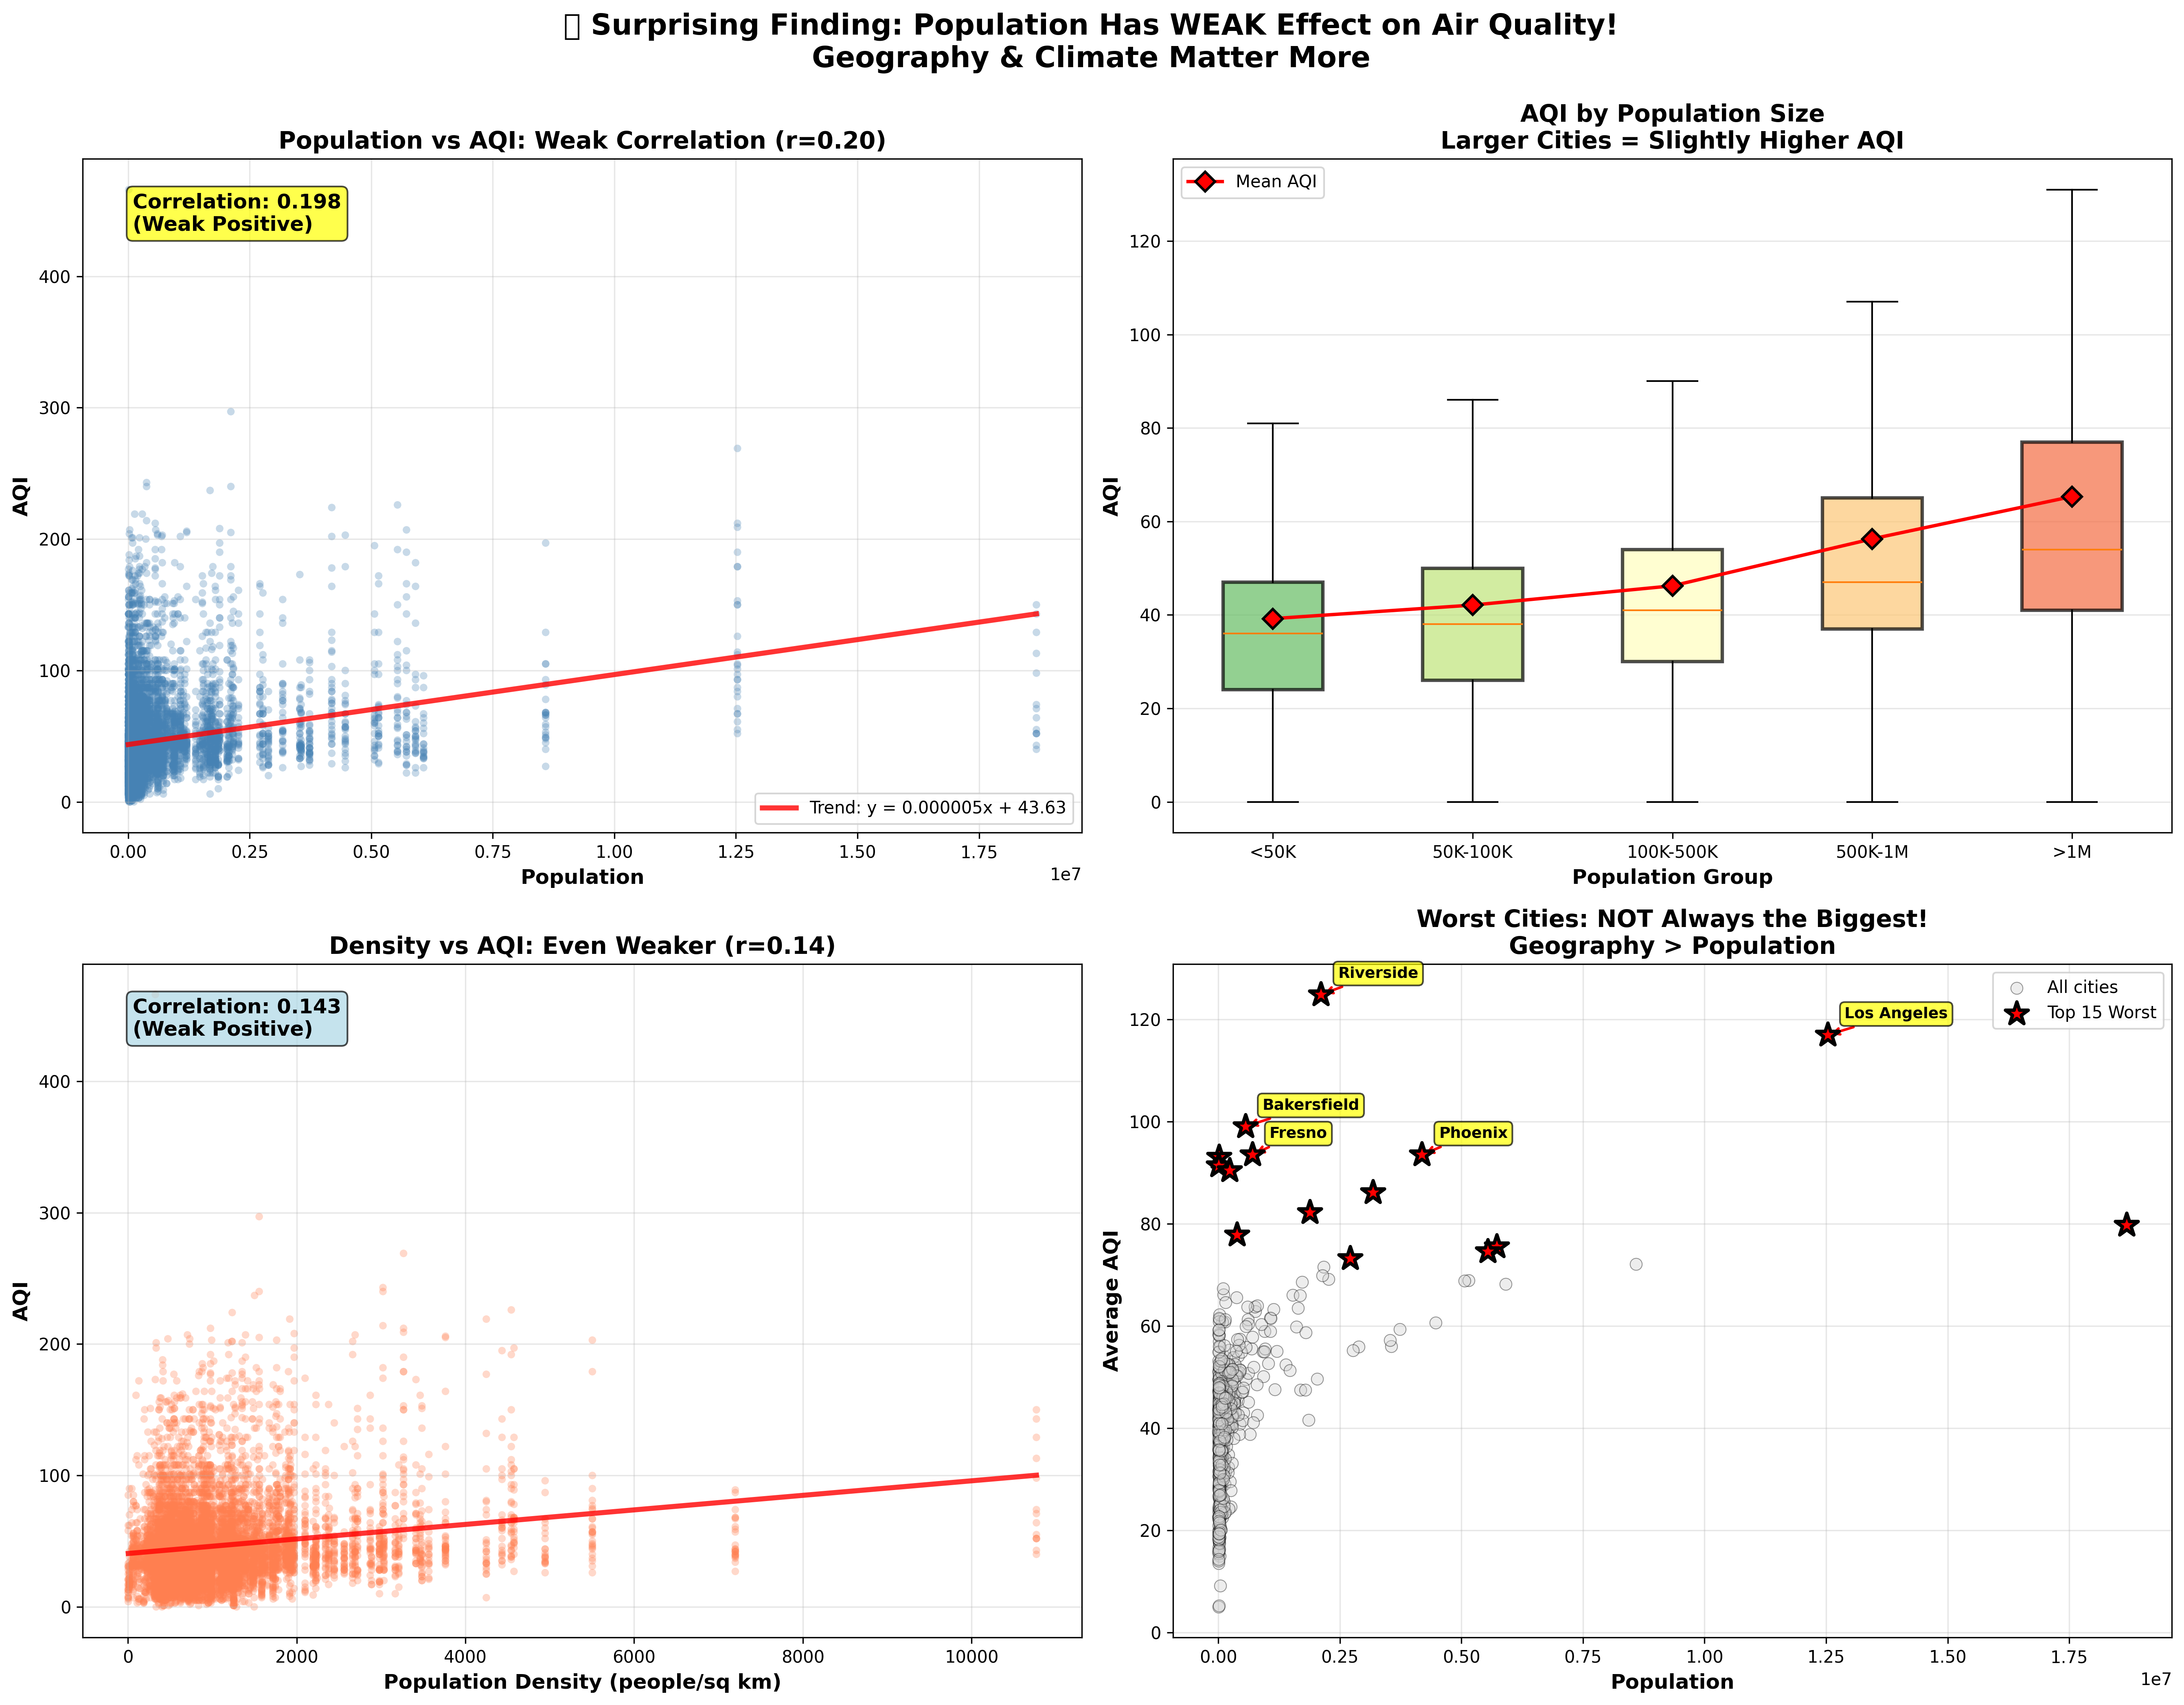 Surprising Finding: Population Has WEAK Effect on Air Quality!
Geography & Climate Matter More
Population vs AQI: Weak Correlation (r=0.20)
Correlation: 0.198
(Weak Positive)
AQI
400
300
200
100
0
Trend: y = 0.000005x + 43.63
0.00 0.25 0.50 0.75 1.00 1.25 1.50 1.75
1e7
Population
AQI by Population Size
Larger Cities = Slightly Higher AQI
Mean AQI
AQI
120
100
80
60
40
20
0
<50K 50K-100K 100K-500K 500K-1M >1M
Population Group
Density vs AQI: Even Weaker (r=0.14)
Correlation: 0.143
(Weak Positive)
AQI
400
300
200
100
0
0 2000 4000 6000 8000 10000
Population Density (people/sq km)
Worst Cities: NOT Always the Biggest!
Geography > Population
All cities
Top 15 Worst
Riverside
Los Angeles
Bakersfield
Fresno
Phoenix
Average AQI
120
100
80
60
40
20
0
0.00 0.25 0.50 0.75 1.00 1.25 1.50 1.75
1e7
Population